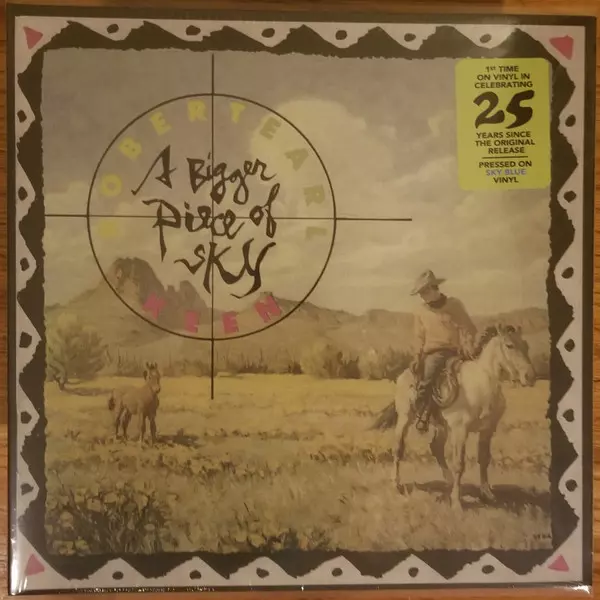 ROBERT EARL
A Bigger
Piece of
SKY
KEEN
1ST TIME
ON VINYL IN
CELEBRATING
25
YEARS SINCE
THE ORIGINAL
RELEASE
PRESSED ON
SKY BLUE
VINYL